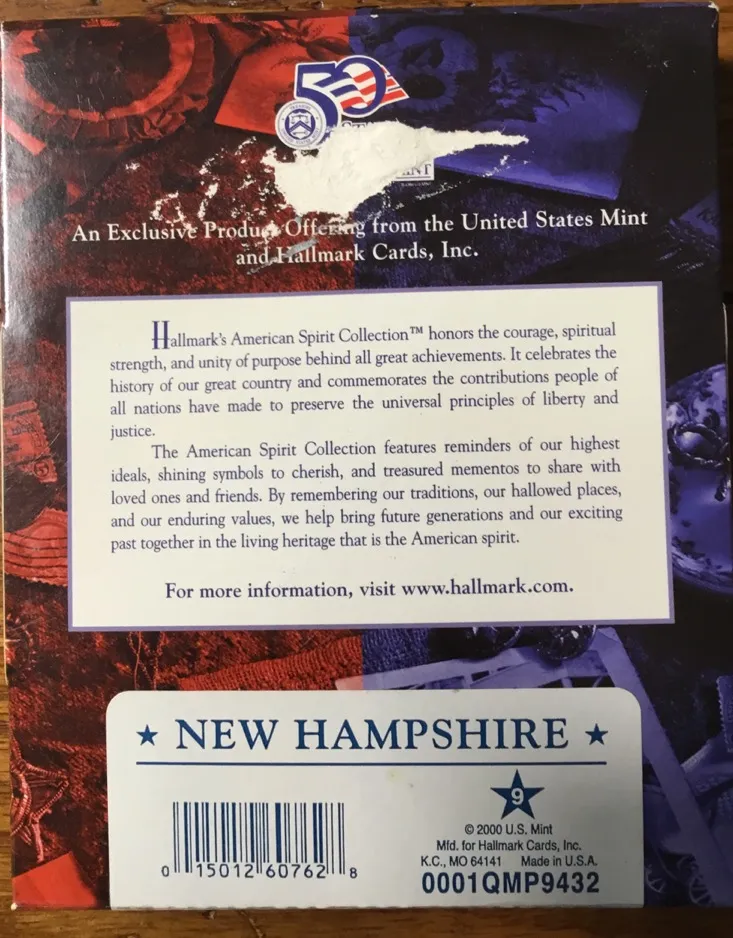 50
An Exclusive Product Offering from the United States Mint
and Hallmark Cards, Inc.
Hallmark's American Spirit Collection™ honors the courage, spiritual
strength, and unity of purpose behind all great achievements. It celebrates the
history of our great country and commemorates the contributions people of
all nations have made to preserve the universal principles of liberty and
justice.
The American Spirit Collection features reminders of our highest
ideals, shining symbols to cherish, and treasured mementos to share with
loved ones and friends. By remembering our traditions, our hallowed places,
and our enduring values, we help bring future generations and our exciting
past together in the living heritage that is the American spirit.
For more information, visit www.hallmark.com.
★ NEW HAMPSHIRE ★
9
© 2000 U.S. Mint
Mfd. for Hallmark Cards, Inc.
K.C., MO 64141 Made in U.S.A.
0001QMP9432
0 15012 60762 8